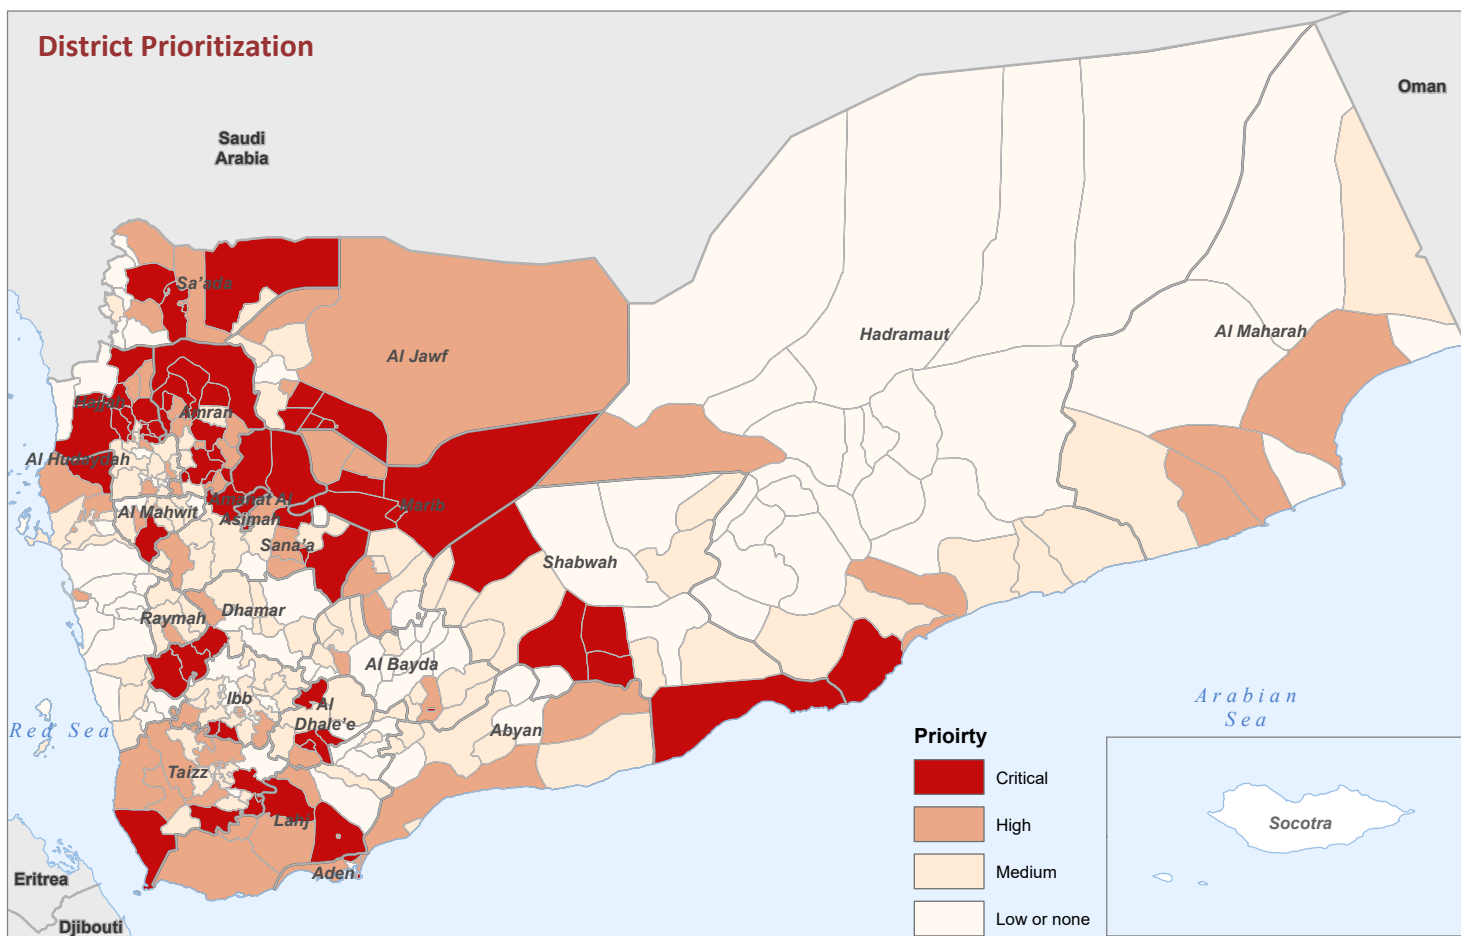 District Prioritization
Oman
Saudi
Arabia
Sa'ada
Hadramaut
Al Maharah
Al Jawf
Hajjah
Amran
Al Hudaydah
Amanat Al
Asimah
Marib
Al Mahwit
Sana'a
Shabwah
Dhamar
Raymah
Al Bayda
Ibb
Al
Dhale'e
Abyan
Arabian
Sea
Red Sea
Taizz
Lahj
Aden
Eritrea
Djibouti
Prioirty
Critical
High
Medium
Low or none
Socotra